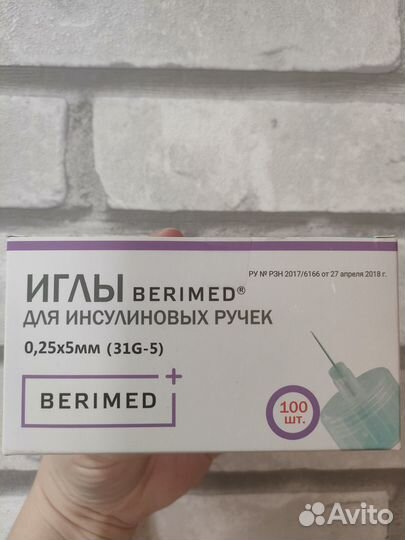 РУ № РЗН 2017/6166 от 27 апреля 2018 г.
ИГЛЫ BERIMED®
ДЛЯ ИНСУЛИНОВЫХ РУЧЕК
0,25x5мм (31G-5)
BERIMED
100
шт.
Avito